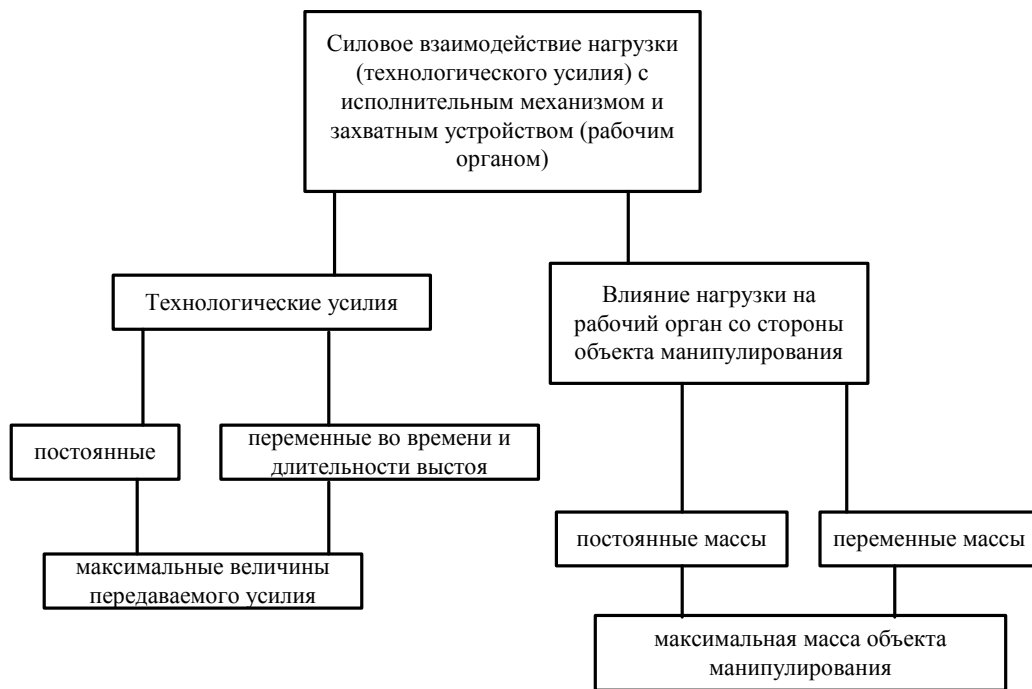 Силовое взаимодействие нагрузки
(технологического усилия) с
исполнительным механизмом и
захватным устройством (рабочим
органом)
Технологические усилия
Влияние нагрузки на
рабочий орган со стороны
объекта манипулирования
постоянные
переменные во времени и
длительности выстоя
постоянные массы
переменные массы
максимальные величины
передаваемого усилия
максимальная масса объекта
манипулирования